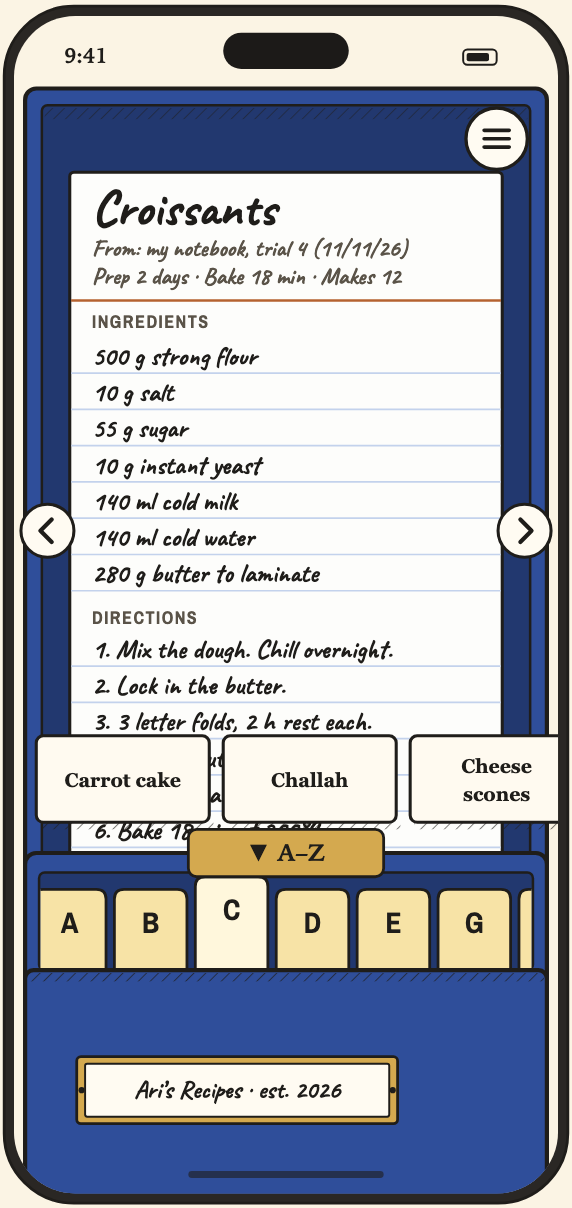 9:41
Croissants
From: my notebook, trial 4 (11/11/26)
Prep 2 days · Bake 18 min · Makes 12
INGREDIENTS
500 g strong flour
10 g salt
55 g sugar
10 g instant yeast
140 ml cold milk
140 ml cold water
280 g butter to laminate
DIRECTIONS
1. Mix the dough. Chill overnight.
2. Lock in the butter.
3. 3 letter folds, 2 h rest each.
Carrot cake
Challah
Cheese
scones
6. Bake 18
▼ A–Z
A B C D E G
Ari's Recipes · est. 2026